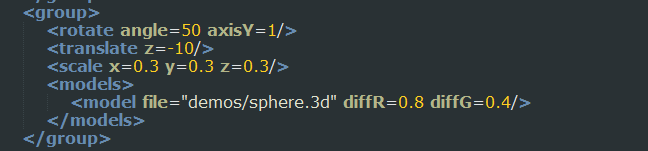 </group>
<group>
<rotate angle=50 axisY=1/>
<translate z=-10/>
<scale x=0.3 y=0.3 z=0.3/>
<models>
<model file="demos/sphere.3d" diffR=0.8 diffG=0.4/>
</models>
</group>